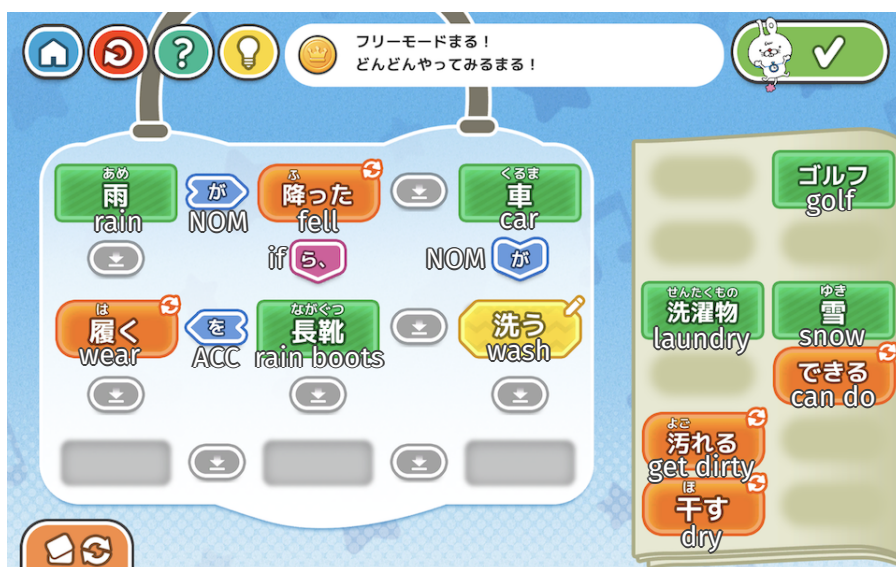 フリーモードまる！
どんどんやってみるまる！
?
あめ
雨
rain
が
NOM
ふ
降った
fell
くるま
車
car
if ら、
NOM が
は
履く
wear
を
ACC
ながぐつ
長靴
rain boots
洗う
wash
ゴルフ
golf
せんたくもの
洗濯物
laundry
ゆき
雪
snow
できる
can do
よご
汚れる
get dirty
ほ
干す
dry